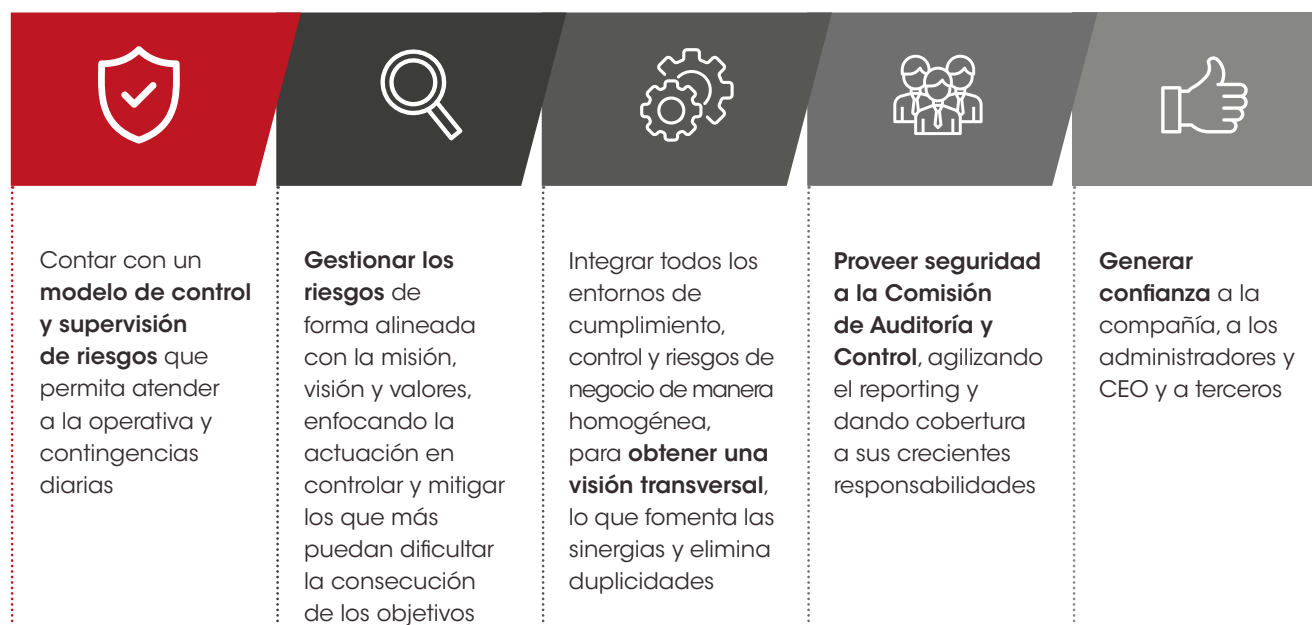 Contar con un
modelo de control
y supervisión
de riesgos que
permita atender
a la operativa y
contingencias
diarias
Gestionar los
riesgos de
forma alineada
con la misión,
visión y valores,
enfocando la
actuación en
controlar y mitigar
los que más
puedan dificultar
la consecución
de los objetivos
Integrar todos los
entornos de
cumplimiento,
control y riesgos de
negocio de manera
homogénea,
para obtener una
visión transversal,
lo que fomenta las
sinergias y elimina
duplicidades
Proveer seguridad
a la Comisión
de Auditoría y
Control, agilizando
el reporting y
dando cobertura
a sus crecientes
responsabilidades
Generar
confianza a la
compañía, a los
administradores y
CEO y a terceros